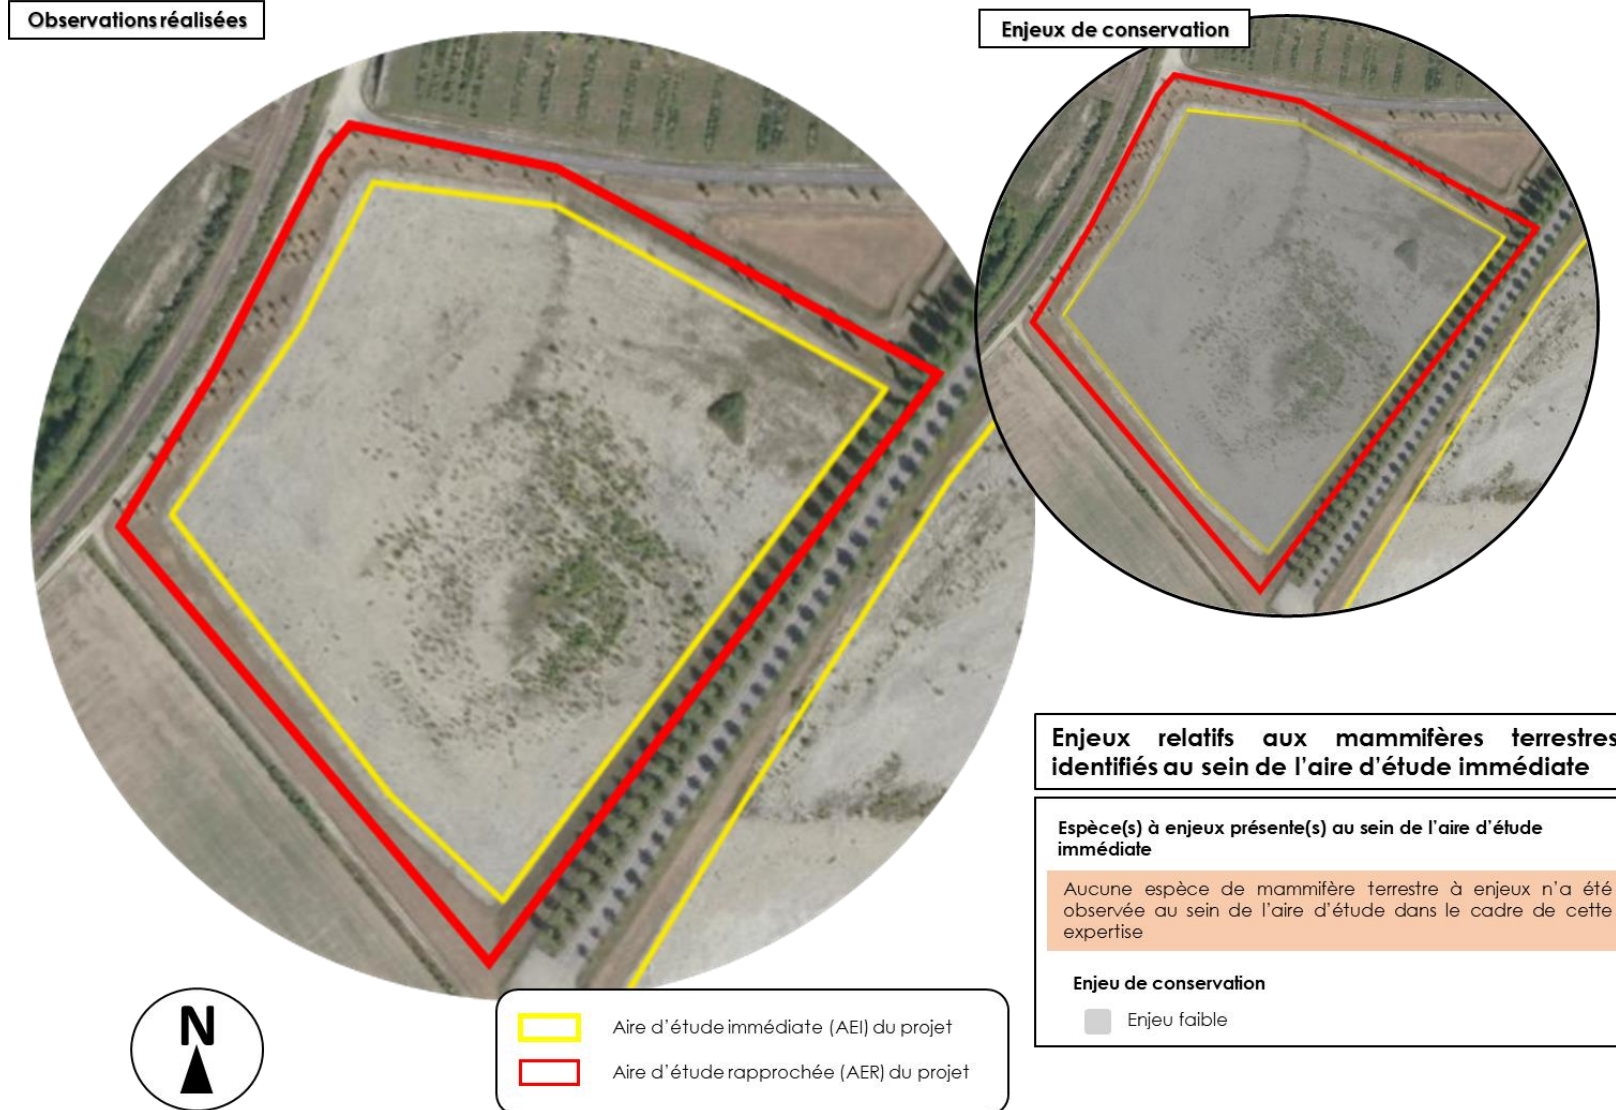 Observations réalisées
Enjeux de conservation
Enjeux relatifs aux mammifères terrestres
identifiés au sein de l'aire d'étude immédiate
Espèce(s) à enjeux présente(s) au sein de l'aire d'étude
immédiate
Aucune espèce de mammifère terrestre à enjeux n'a été
observée au sein de l'aire d'étude dans le cadre de cette
expertise
Enjeu de conservation
Enjeu faible
N
Aire d'étude immédiate (AEI) du projet
Aire d'étude rapprochée (AER) du projet